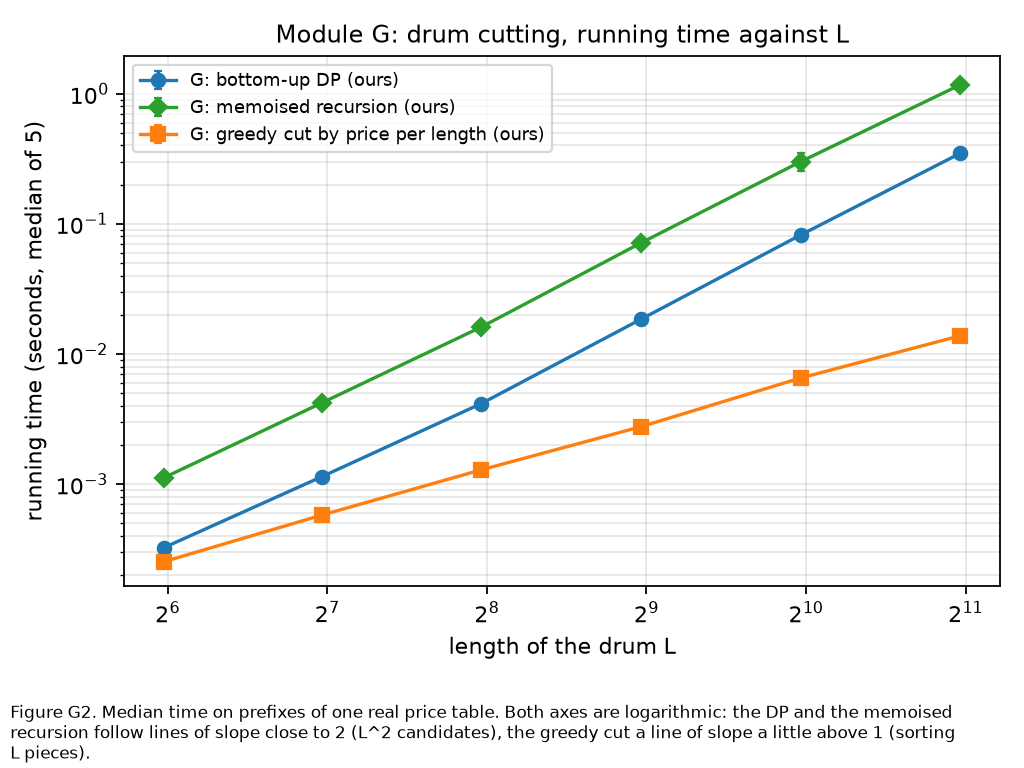 Module G: drum cutting, running time against L
G: bottom-up DP (ours)
G: memoised recursion (ours)
G: greedy cut by price per length (ours)
running time (seconds, median of 5)
10^0
10^-1
10^-2
10^-3
2^6 2^7 2^8 2^9 2^10 2^11
length of the drum L
Figure G2. Median time on prefixes of one real price table. Both axes are logarithmic: the DP and the memoised
recursion follow lines of slope close to 2 (L^2 candidates), the greedy cut a line of slope a little above 1 (sorting
L pieces).